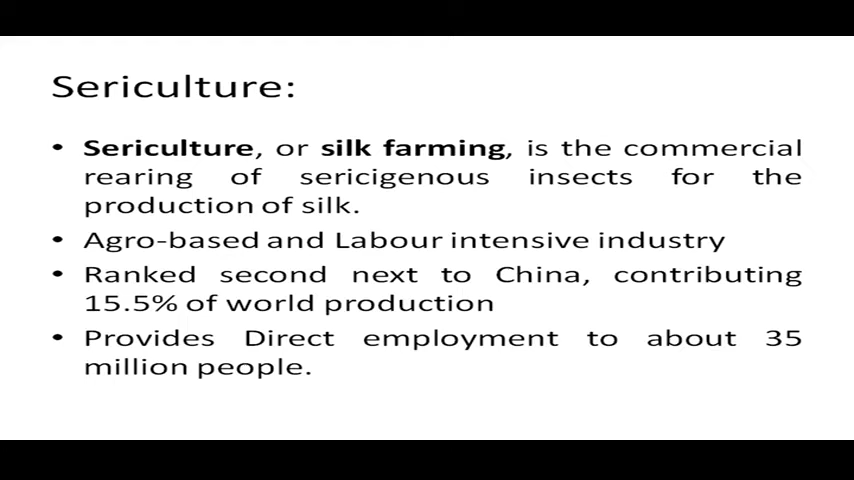 Sericulture:
• Sericulture, or silk farming, is the commercial
rearing of sericigenous insects for the
production of silk.
• Agro-based and Labour intensive industry
• Ranked second next to China, contributing
15.5% of world production
• Provides Direct employment to about 35
million people.